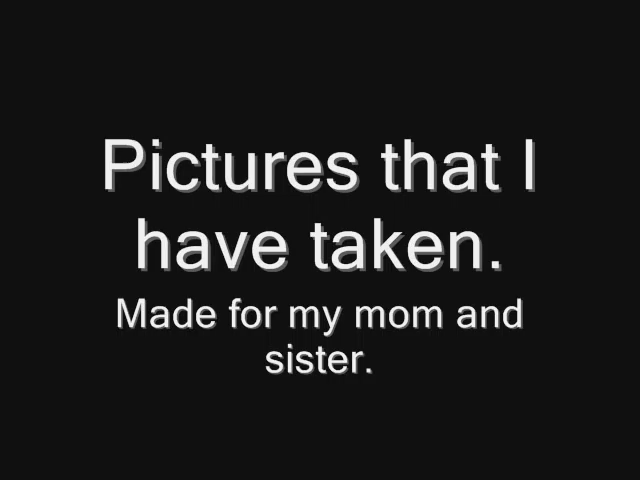 Pictures that I
have taken.
Made for my mom and
sister.